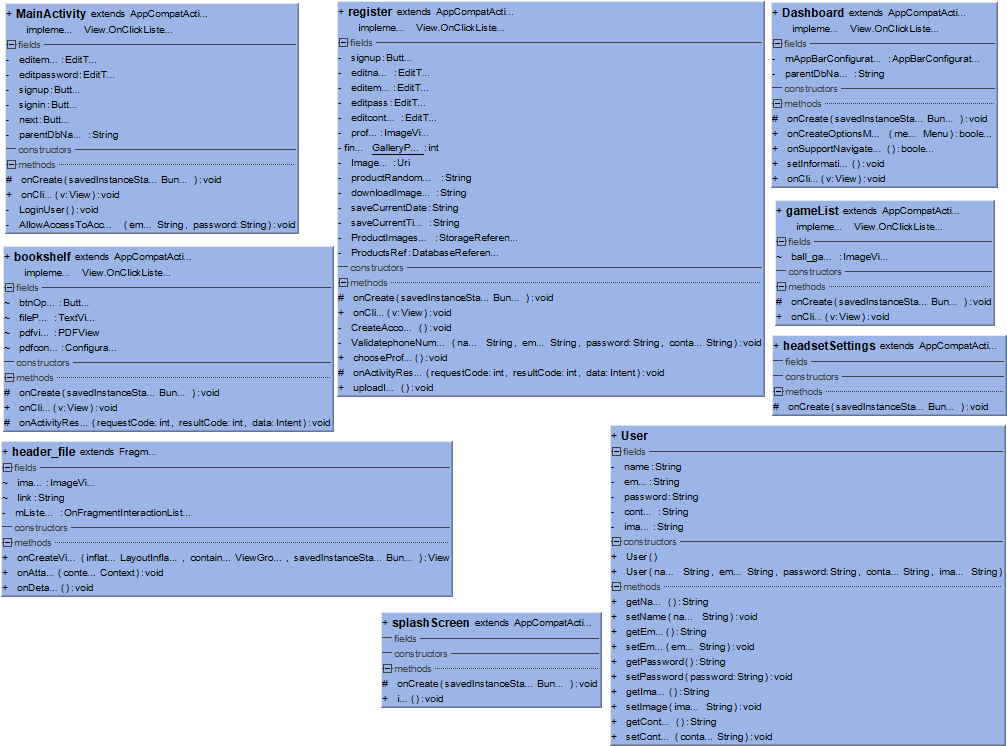 + MainActivity extends AppCompatActi...
impleme... View.OnClickListe...
fields
- editem... : EditT...
- editpassword : EditT...
- signup : Butt...
- signin : Butt...
- next : Butt...
- parentDbNa... : String
constructors
methods
# onCreate ( savedInstanceSta... Bun... ) : void
+ onCli... ( v : View ) : void
- LoginUser ( ) : void
- AllowAccessToAcc... ( em... String , password : String ) : void
+ bookshelf extends AppCompatActi...
impleme... View.OnClickListe...
fields
~ btnOp... : Butt...
~ fileP... : TextVi...
~ pdfvi... : PDFView
~ pdfcon... : Configura...
constructors
methods
# onCreate ( savedInstanceSta... Bun... ) : void
+ onCli... ( v : View ) : void
# onActivityRes... ( requestCode : int , resultCode : int , data : Intent ) : void
+ header_file extends Fragm...
fields
~ ima... : ImageVi...
~ link : String
- mListe... : OnFragmentInteractionList...
constructors
methods
+ onCreateVi... ( inflat... LayoutInfla... , contain... ViewGro... , savedInstanceSta... Bun... ) : View
+ onAtta... ( conte... Context ) : void
+ onDeta... ( ) : void
+ register extends AppCompatActi...
impleme... View.OnClickListe...
fields
- signup : Butt...
- editna... : EditT...
- editem... : EditT...
- editpass : EditT...
- editcont... : EditT...
- prof... : ImageVi...
- fin... GalleryP... : int
- Image... : Uri
- productRandom... : String
- downloadImage... : String
- saveCurrentDate : String
- saveCurrentTi... : String
- ProductImages... : StorageReferen...
- ProductsRef : DatabaseReferen...
constructors
methods
# onCreate ( savedInstanceSta... Bun... ) : void
+ onCli... ( v : View ) : void
- CreateAcco... ( ) : void
- ValidatephoneNum... ( na... String , em... String , password : String , conta... String ) : void
+ chooseProf... ( ) : void
# onActivityRes... ( requestCode : int , resultCode : int , data : Intent ) : void
+ uploadI... ( ) : void
+ splashScreen extends AppCompatActi...
fields
constructors
methods
# onCreate ( savedInstanceSta... Bun... ) : void
+ i... ( ) : void
+ Dashboard extends AppCompatActi...
impleme... View.OnClickListe...
fields
- mAppBarConfigurat... : AppBarConfigurat...
- parentDbNa... : String
constructors
methods
# onCreate ( savedInstanceSta... Bun... ) : void
+ onCreateOptionsM... ( me... Menu ) : boole...
+ onSupportNavigate... ( ) : boole...
+ setInformati... ( ) : void
+ onCli... ( v : View ) : void
+ gameList extends AppCompatActi...
impleme... View.OnClickListe...
fields
~ ball_ga... : ImageVi...
constructors
methods
# onCreate ( savedInstanceSta... Bun... ) : void
+ onCli... ( v : View ) : void
+ headsetSettings extends AppCompatActi...
fields
constructors
methods
# onCreate ( savedInstanceSta... Bun... ) : void
+ User
fields
- name : String
- em... : String
- password : String
- cont... : String
- ima... : String
constructors
+ User ( )
+ User ( na... String , em... String , password : String , conta... String , ima... String )
methods
+ getNa... ( ) : String
+ setName ( na... String ) : void
+ getEm... ( ) : String
+ setEm... ( em... String ) : void
+ getPassword ( ) : String
+ setPassword ( password : String ) : void
+ getIma... ( ) : String
+ setImage ( ima... String ) : void
+ getCont... ( ) : String
+ setCont... ( conta... String ) : void